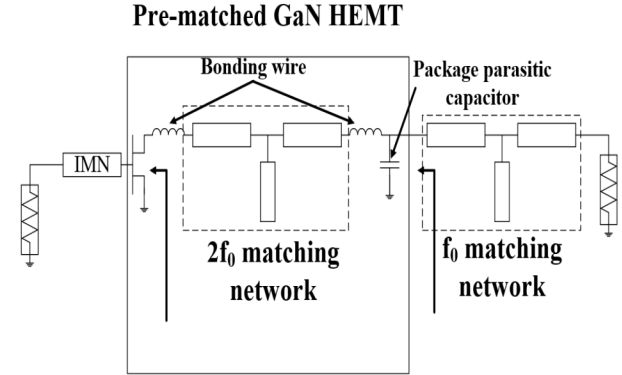 Pre-matched GaN HEMT
Bonding wire
Package parasitic
capacitor
IMN
2f₀ matching
network
f₀ matching
network